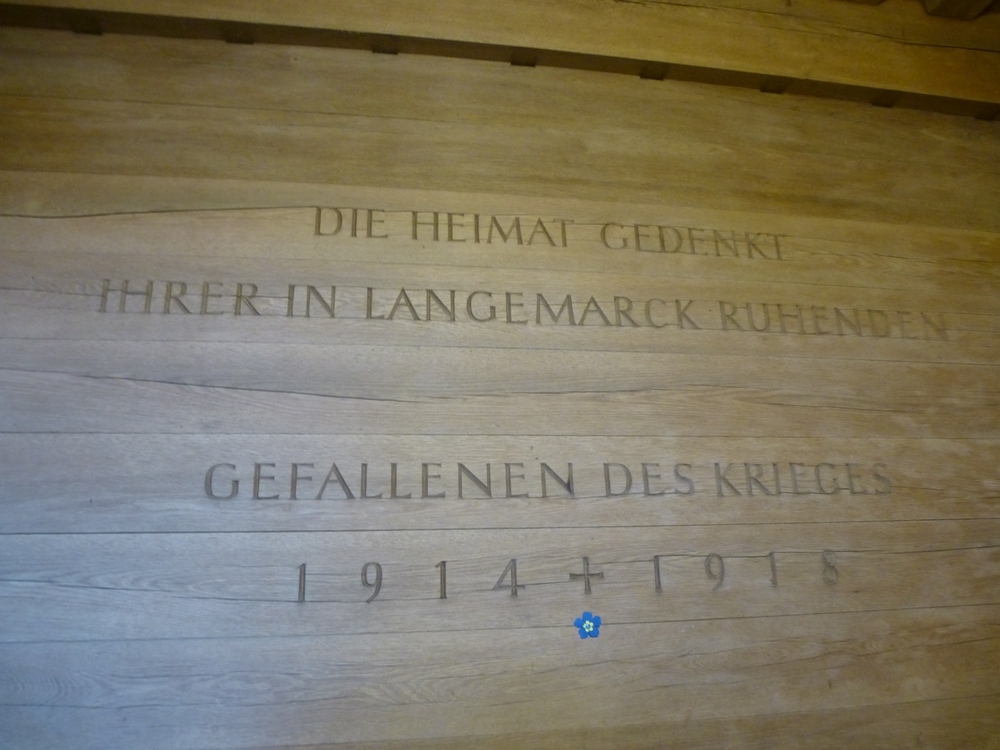 DIE HEIMAT GEDENKT
IHRER IN LANGEMARCK RUHENDEN
GEFALLENEN DES KRIEGES
1914 + 1918